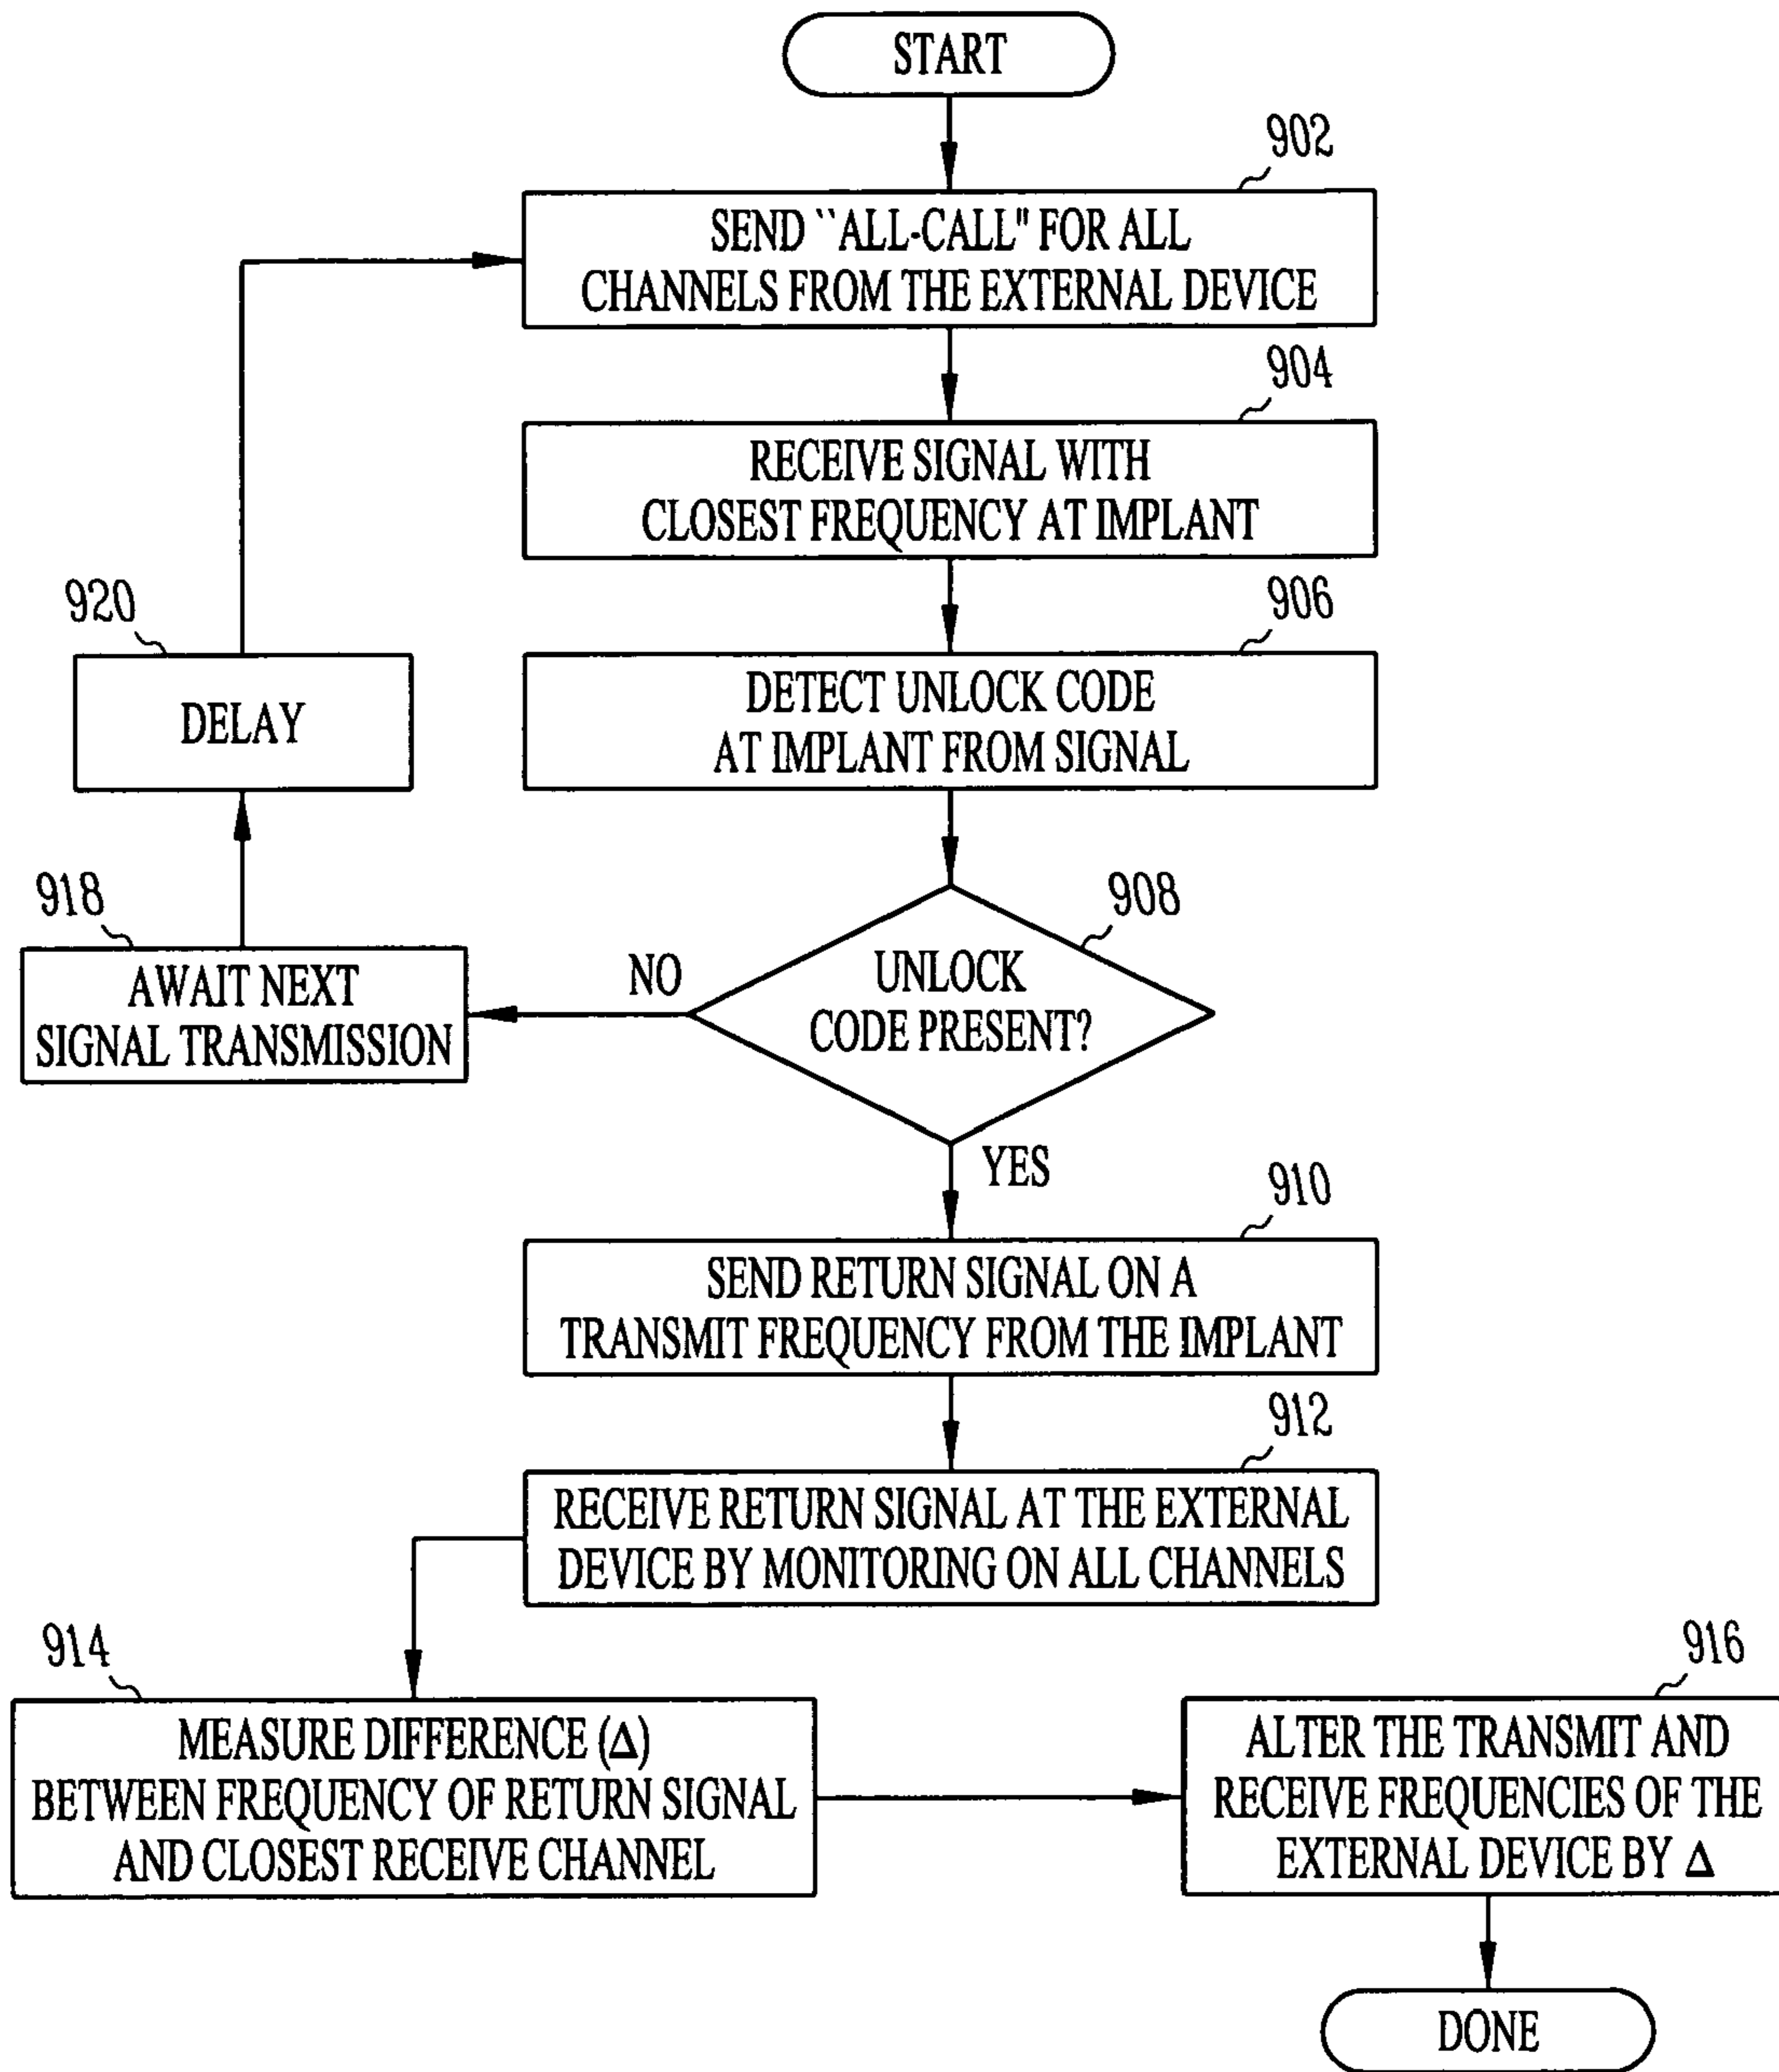 START
902
SEND ``ALL-CALL" FOR ALL
CHANNELS FROM THE EXTERNAL DEVICE
904
RECEIVE SIGNAL WITH
CLOSEST FREQUENCY AT IMPLANT
906
DETECT UNLOCK CODE
AT IMPLANT FROM SIGNAL
920
DELAY
908
UNLOCK
CODE PRESENT?
NO
918
AWAIT NEXT
SIGNAL TRANSMISSION
YES
910
SEND RETURN SIGNAL ON A
TRANSMIT FREQUENCY FROM THE IMPLANT
912
RECEIVE RETURN SIGNAL AT THE EXTERNAL
DEVICE BY MONITORING ON ALL CHANNELS
914
MEASURE DIFFERENCE (Δ)
BETWEEN FREQUENCY OF RETURN SIGNAL
AND CLOSEST RECEIVE CHANNEL
916
ALTER THE TRANSMIT AND
RECEIVE FREQUENCIES OF THE
EXTERNAL DEVICE BY Δ
DONE